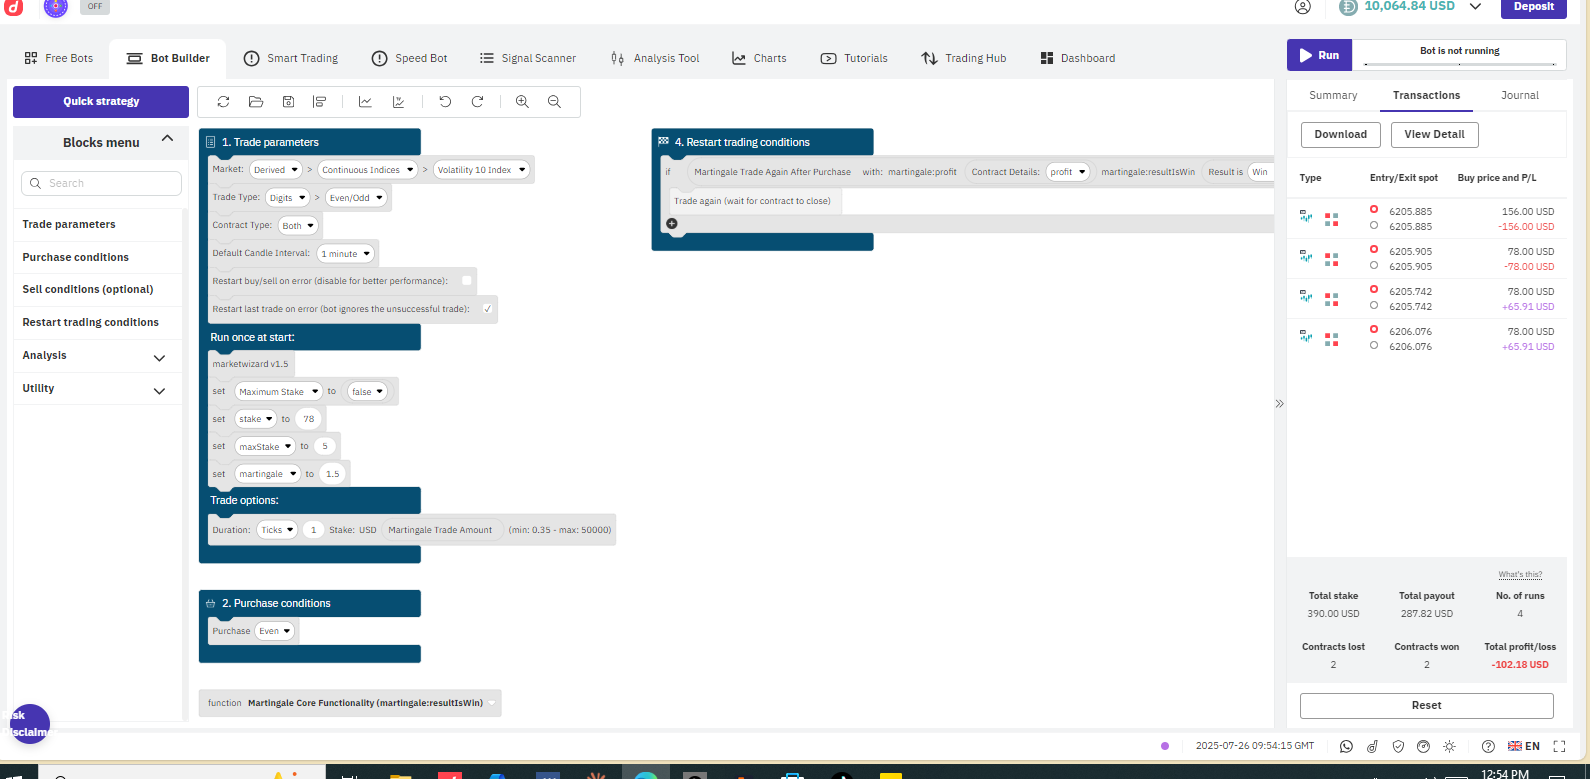 OFF
10,064.84 USD
Deposit
Free Bots
Bot Builder
Smart Trading
Speed Bot
Signal Scanner
Analysis Tool
Charts
Tutorials
Trading Hub
Dashboard
Run
Bot is not running
Quick strategy
Blocks menu
Search
Trade parameters
Purchase conditions
Sell conditions (optional)
Restart trading conditions
Analysis
Utility
1. Trade parameters
Market: Derived > Continuous Indices > Volatility 10 Index
Trade Type: Digits > Even/Odd
Contract Type: Both
Default Candle Interval: 1 minute
Restart buy/sell on error (disable for better performance):
Restart last trade on error (bot ignores the unsuccessful trade):
Run once at start:
marketwizard v1.5
set Maximum Stake to false
set stake to 78
set maxStake to 5
set martingale to 1.5
Trade options:
Duration: Ticks 1 Stake: USD Martingale Trade Amount (min: 0.35 - max: 50000)
2. Purchase conditions
Purchase Even
function Martingale Core Functionality (martingale:resultIsWin)
4. Restart trading conditions
if Martingale Trade Again After Purchase with: martingale:profit Contract Details: profit martingale:resultIsWin Result is Win
Trade again (wait for contract to close)
Summary
Transactions
Journal
Download
View Detail
Type Entry/Exit spot Buy price and P/L
6205.885 156.00 USD
6205.885 -156.00 USD
6205.905 78.00 USD
6205.905 -78.00 USD
6205.742 78.00 USD
6205.742 +65.91 USD
6206.076 78.00 USD
6206.076 +65.91 USD
What's this?
Total stake Total payout No. of runs
390.00 USD 287.82 USD 4
Contracts lost Contracts won Total profit/loss
2 2 -102.18 USD
Reset
Risk
Disclaimer
2025-07-26 09:54:15 GMT
EN
12:54 PM